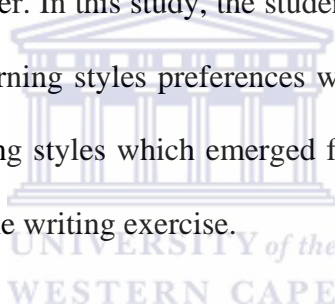 er. In this study, the studen
rning styles preferences w
ng styles which emerged f
e writing exercise.
UNIVERSITY of the
WESTERN CAPE